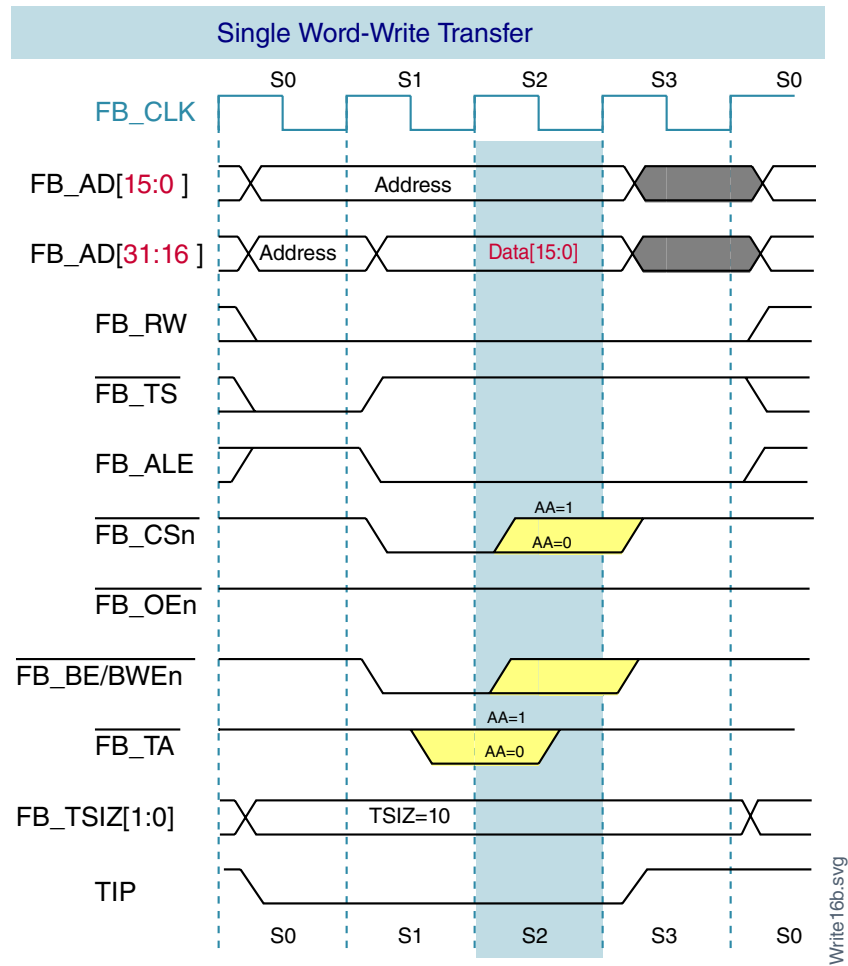 Single Word-Write Transfer
S0 S1 S2 S3 S0
FB_CLK
FB_AD[15:0 ] Address
FB_AD[31:16 ] Address Data[15:0]
FB_RW
FB_TS
FB_ALE
AA=1
FB_CSn AA=0
FB_OEn
FB_BE/BWEn
AA=1
FB_TA AA=0
FB_TSIZ[1:0] TSIZ=10
TIP
S0 S1 S2 S3 S0
Write16b.svg